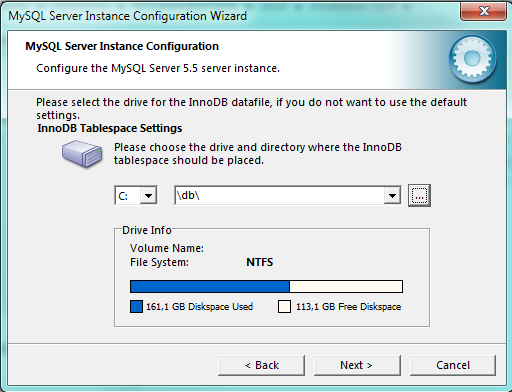 MySQL Server Instance Configuration Wizard
MySQL Server Instance Configuration
Configure the MySQL Server 5.5 server instance.
Please select the drive for the InnoDB datafile, if you do not want to use the default
settings.
InnoDB Tablespace Settings
Please choose the drive and directory where the InnoDB
tablespace should be placed.
C: \db\ ...
Drive Info
Volume Name:
File System: NTFS
161,1 GB Diskspace Used 113,1 GB Free Diskspace
< Back Next > Cancel